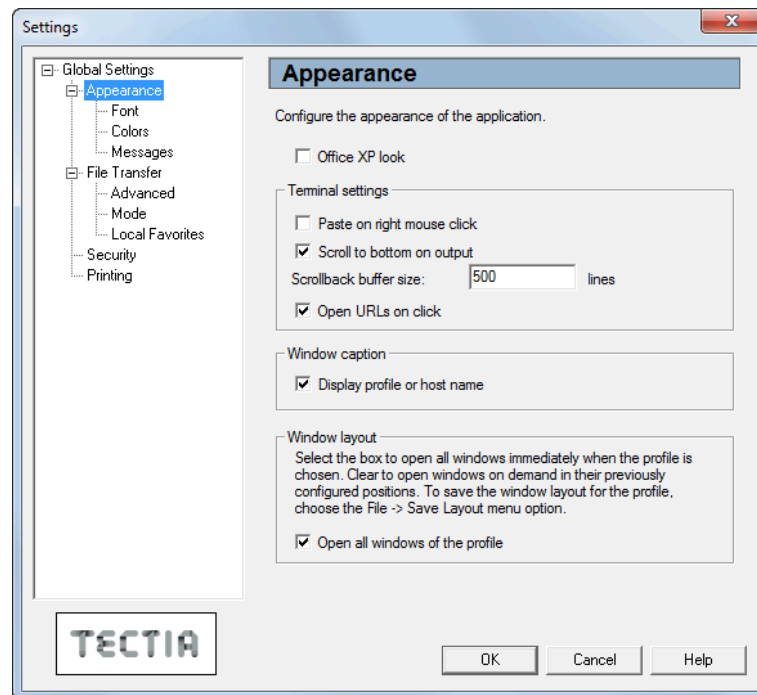 Settings
Global Settings
Appearance
Font
Colors
Messages
File Transfer
Advanced
Mode
Local Favorites
Security
Printing
Appearance
Configure the appearance of the application.
Office XP look
Terminal settings
Paste on right mouse click
Scroll to bottom on output
Scrollback buffer size: 500 lines
Open URLs on click
Window caption
Display profile or host name
Window layout
Select the box to open all windows immediately when the profile is
chosen. Clear to open windows on demand in their previously
configured positions. To save the window layout for the profile,
choose the File -> Save Layout menu option.
Open all windows of the profile
TECTIA
OK Cancel Help